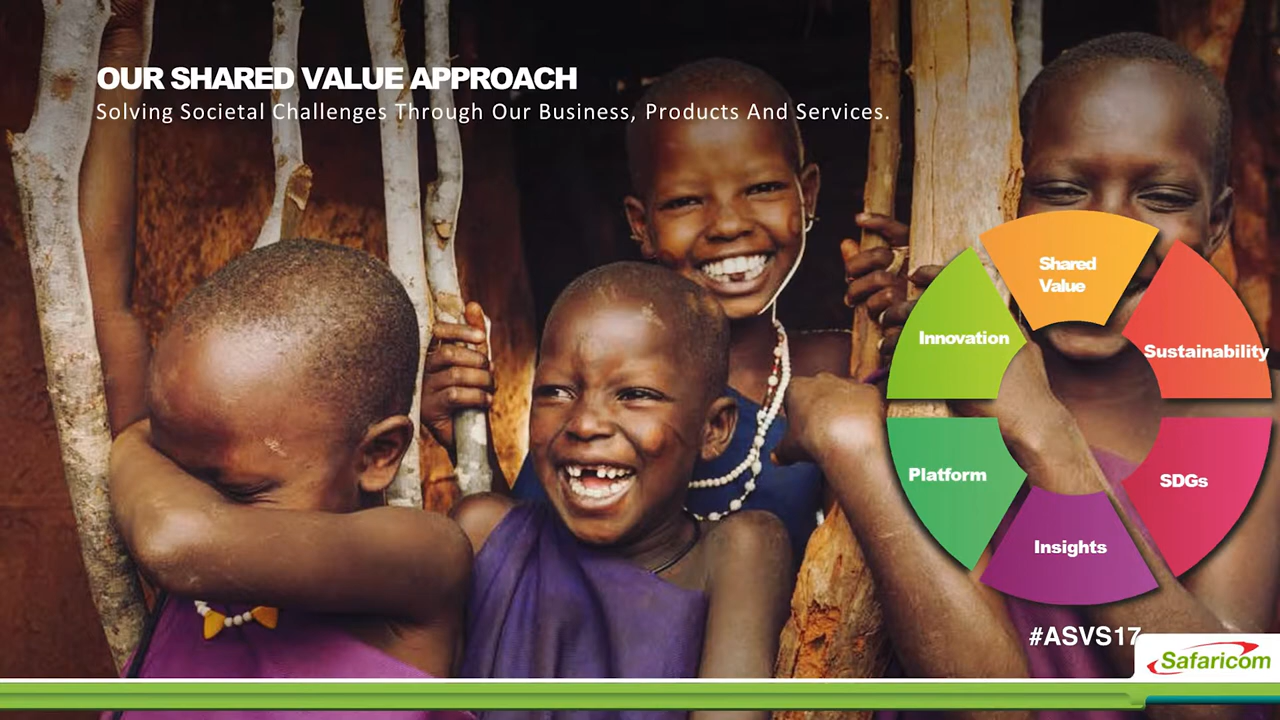 OUR SHARED VALUE APPROACH
Solving Societal Challenges Through Our Business, Products And Services.
Shared
Value
Innovation
Sustainability
Platform
SDGs
Insights
#ASVS17
Safaricom